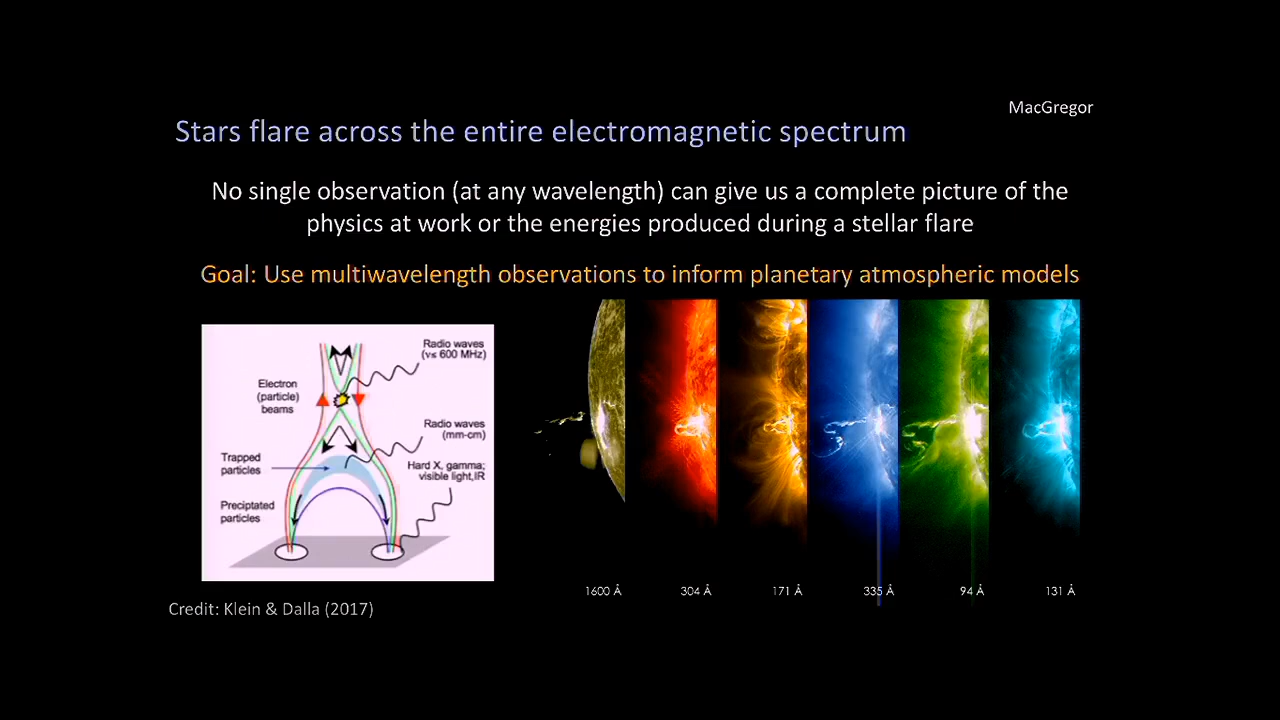 MacGregor
Stars flare across the entire electromagnetic spectrum
No single observation (at any wavelength) can give us a complete picture of the
physics at work or the energies produced during a stellar flare
Goal: Use multiwavelength observations to inform planetary atmospheric models
Radio waves
(ν≤ 600 MHz)
Electron
(particle)
beams
Radio waves
(mm-cm)
Trapped
particles
Hard X, gamma;
visible light,IR
Preciptated
particles
1600 Å
304 Å
171 Å
335 Å
94 Å
131 Å
Credit: Klein & Dalla (2017)